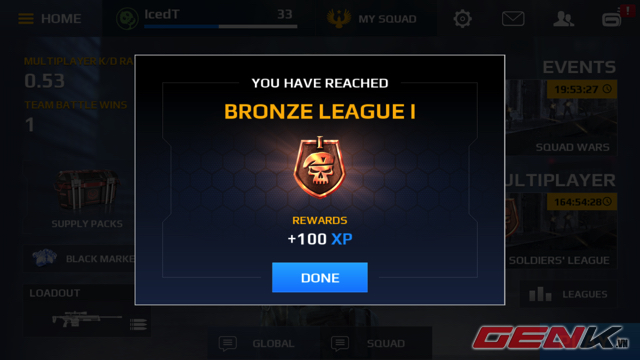 HOME
IcedT
33
MY SQUAD
MULTIPLAYER K/D RA
0.53
TEAM BATTLE WINS
1
SUPPLY PACKS
BLACK MARKE
LOADOUT
YOU HAVE REACHED
BRONZE LEAGUE I
REWARDS
+100 XP
DONE
EVENTS
19:53:27
SQUAD WARS
ULTIPLAYER
164:54:28
SOLDIERS' LEAGUE
LEAGUES
GLOBAL
SQUAD
GENK.VN